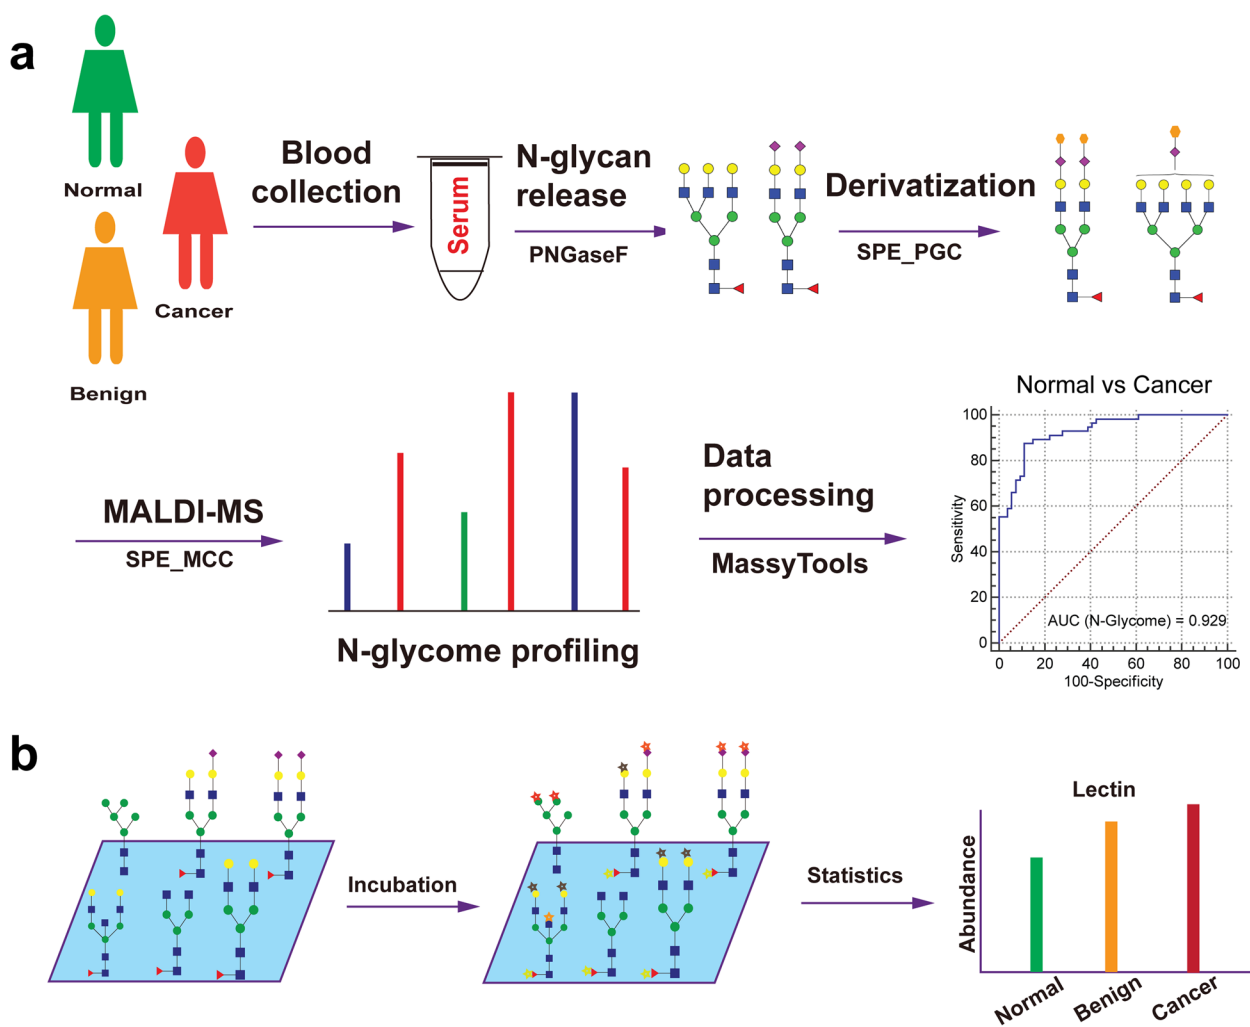 a
Normal
Cancer
Benign
Blood
collection
Serum
N-glycan
release
PNGaseF
Derivatization
SPE_PGC
MALDI-MS
SPE_MCC
N-glycome profiling
Data
processing
MassyTools
Normal vs Cancer
Sensitivity
100
80
60
40
20
0
AUC (N-Glycome) = 0.929
0 20 40 60 80 100
100-Specificity
b
Incubation
Statistics
Lectin
Abundance
Normal
Benign
Cancer